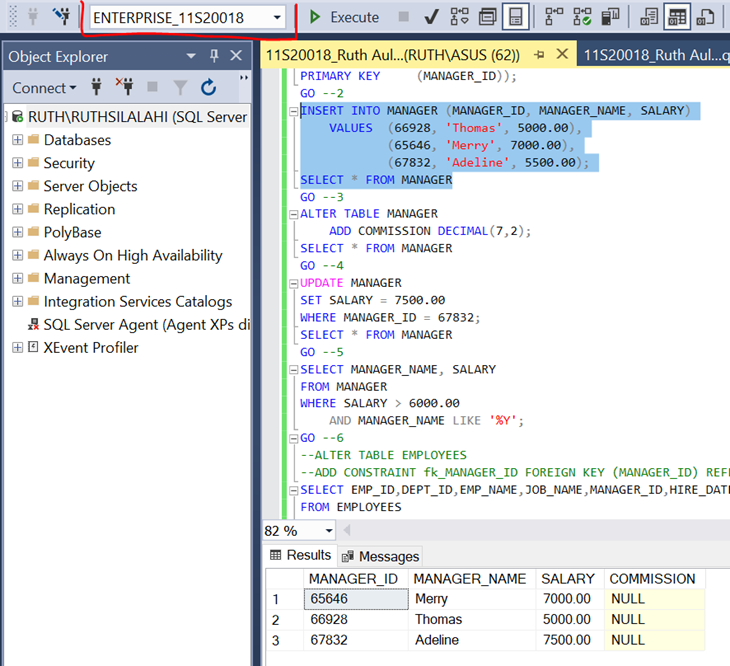 ENTERPRISE_11S20018
Execute
Object Explorer
Connect
RUTH\RUTHSILALAHI (SQL Server
Databases
Security
Server Objects
Replication
PolyBase
Always On High Availability
Management
Integration Services Catalogs
SQL Server Agent (Agent XPs di
XEvent Profiler
11S20018_Ruth Aul...(RUTH\ASUS (62))
11S20018_Ruth Aul...q
PRIMARY KEY (MANAGER_ID));
GO --2
INSERT INTO MANAGER (MANAGER_ID, MANAGER_NAME, SALARY)
VALUES (66928, 'Thomas', 5000.00),
(65646, 'Merry', 7000.00),
(67832, 'Adeline', 5500.00);
SELECT * FROM MANAGER
GO --3
ALTER TABLE MANAGER
ADD COMMISSION DECIMAL(7,2);
SELECT * FROM MANAGER
GO --4
UPDATE MANAGER
SET SALARY = 7500.00
WHERE MANAGER_ID = 67832;
SELECT * FROM MANAGER
GO --5
SELECT MANAGER_NAME, SALARY
FROM MANAGER
WHERE SALARY > 6000.00
AND MANAGER_NAME LIKE '%Y';
GO --6
--ALTER TABLE EMPLOYEES
--ADD CONSTRAINT fk_MANAGER_ID FOREIGN KEY (MANAGER_ID) REF
SELECT EMP_ID,DEPT_ID,EMP_NAME,JOB_NAME,MANAGER_ID,HIRE_DAT
FROM EMPLOYEES
82 %
Results Messages
MANAGER_ID MANAGER_NAME SALARY COMMISSION
1 65646 Merry 7000.00 NULL
2 66928 Thomas 5000.00 NULL
3 67832 Adeline 7500.00 NULL